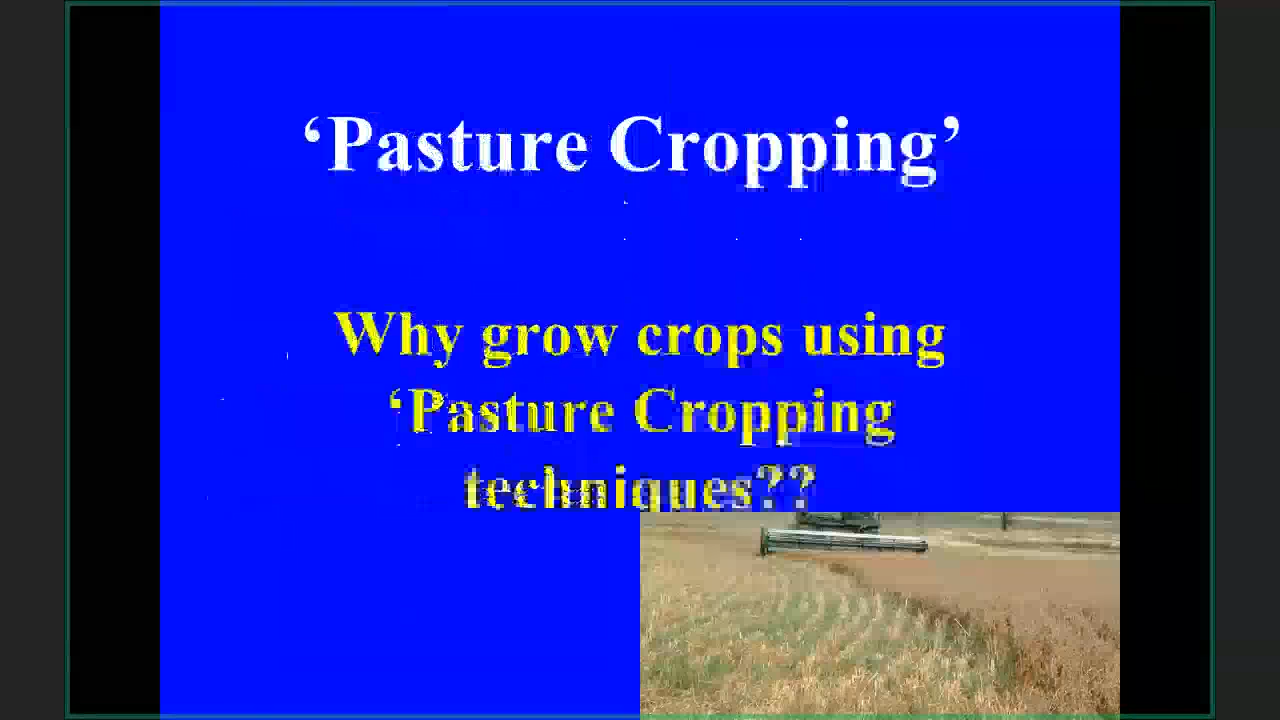 ‘Pasture Cropping’
Why grow crops using
‘Pasture Cropping
techniques??